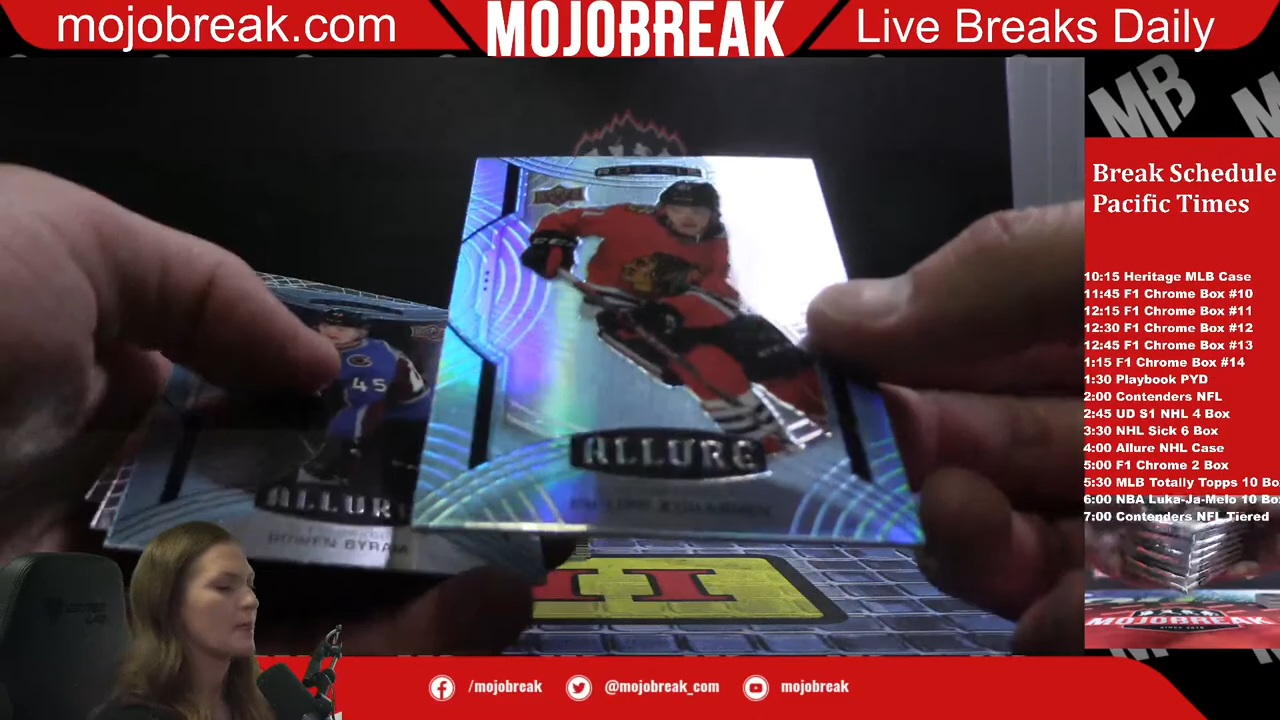 mojobreak.com
MOJOBREAK
Live Breaks Daily
MB
Break Schedule
Pacific Times
10:15 Heritage MLB Case
11:45 F1 Chrome Box #10
12:15 F1 Chrome Box #11
12:30 F1 Chrome Box #12
12:45 F1 Chrome Box #13
1:15 F1 Chrome Box #14
1:30 Playbook PYD
2:00 Contenders NFL
2:45 UD S1 NHL 4 Box
3:30 NHL Sick 6 Box
4:00 Allure NHL Case
5:00 F1 Chrome 2 Box
5:30 MLB Totally Topps 10 Bo
6:00 NBA Luka-Ja-Melo 10 Bo
7:00 Contenders NFL Tiered
ROOKIE
ALLURE
45
ALLUR
BOWEN BYRAM
MOJOBREAK
/mojobreak
@mojobreak_com
mojobreak